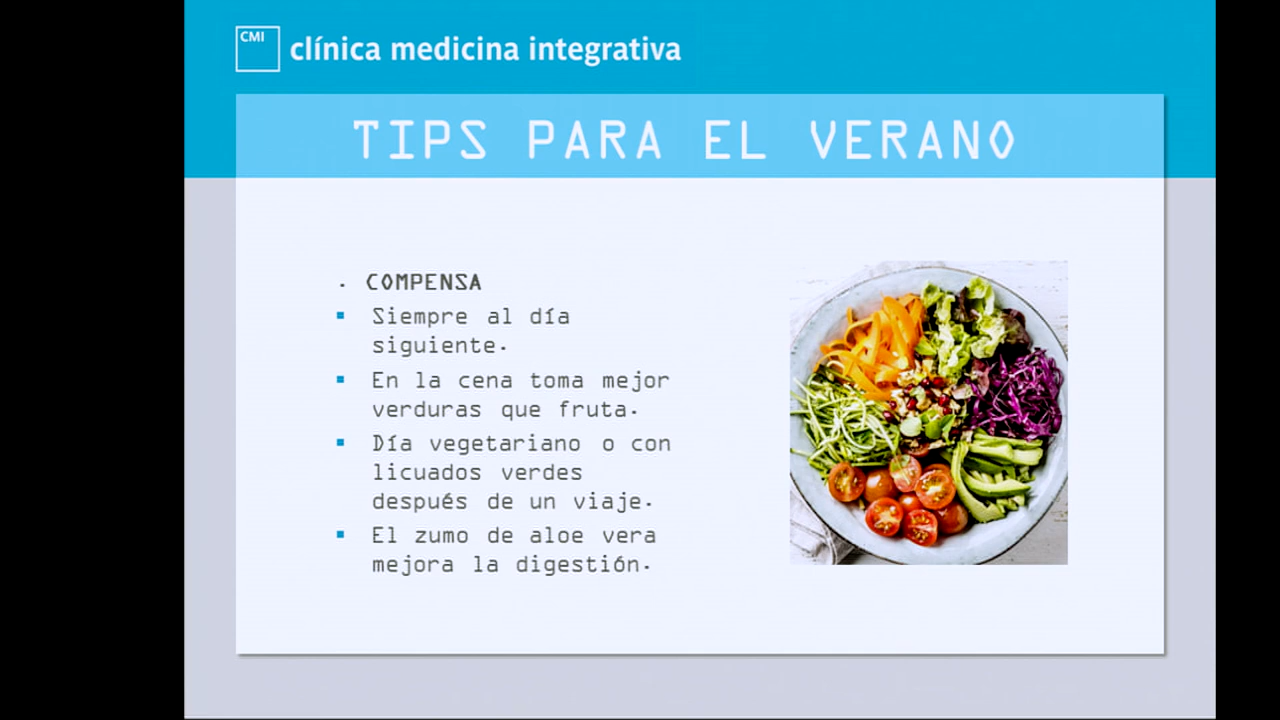 CMI
clínica medicina integrativa
TIPS PARA EL VERANO
. COMPENSA
▪ Siempre al día
siguiente.
▪ En la cena toma mejor
verduras que fruta.
▪ Día vegetariano o con
licuados verdes
después de un viaje.
▪ El zumo de aloe vera
mejora la digestión.